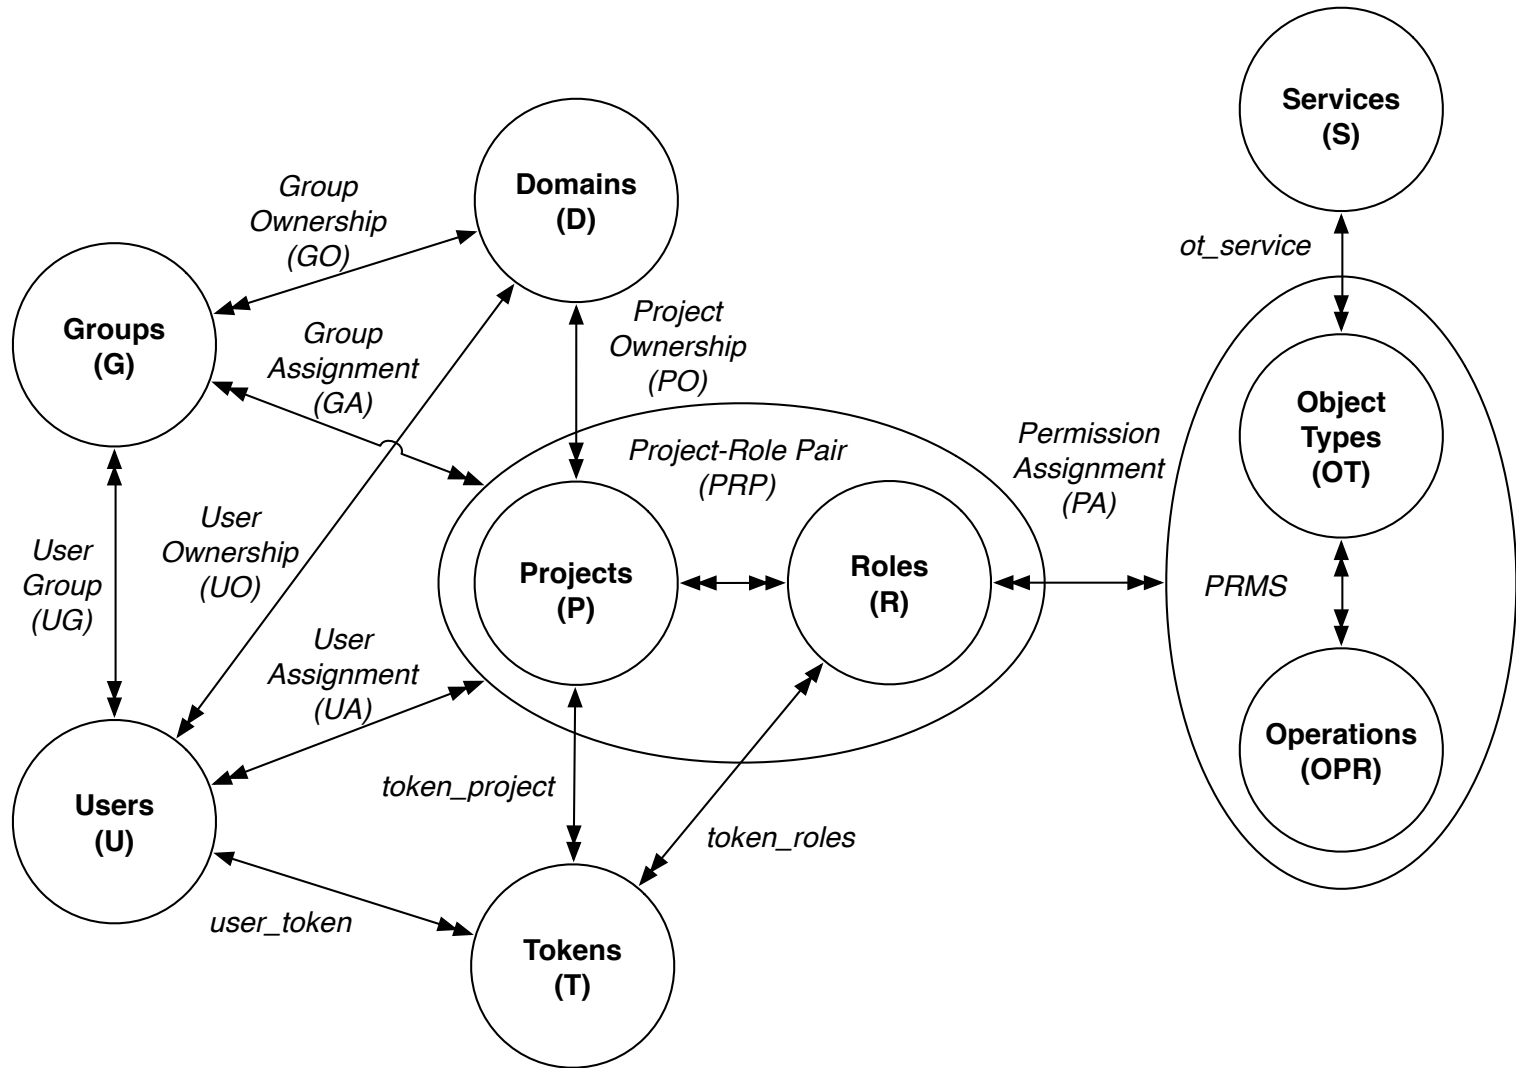 Services
(S)
Domains
(D)
Group
Ownership
(GO)
ot_service
Groups
(G)
Group
Assignment
(GA)
Project
Ownership
(PO)
Object
Types
(OT)
Project-Role Pair
(PRP)
Permission
Assignment
(PA)
User
Ownership
(UO)
User
Group
(UG)
Projects
(P)
Roles
(R)
PRMS
User
Assignment
(UA)
Operations
(OPR)
Users
(U)
token_project
token_roles
user_token
Tokens
(T)